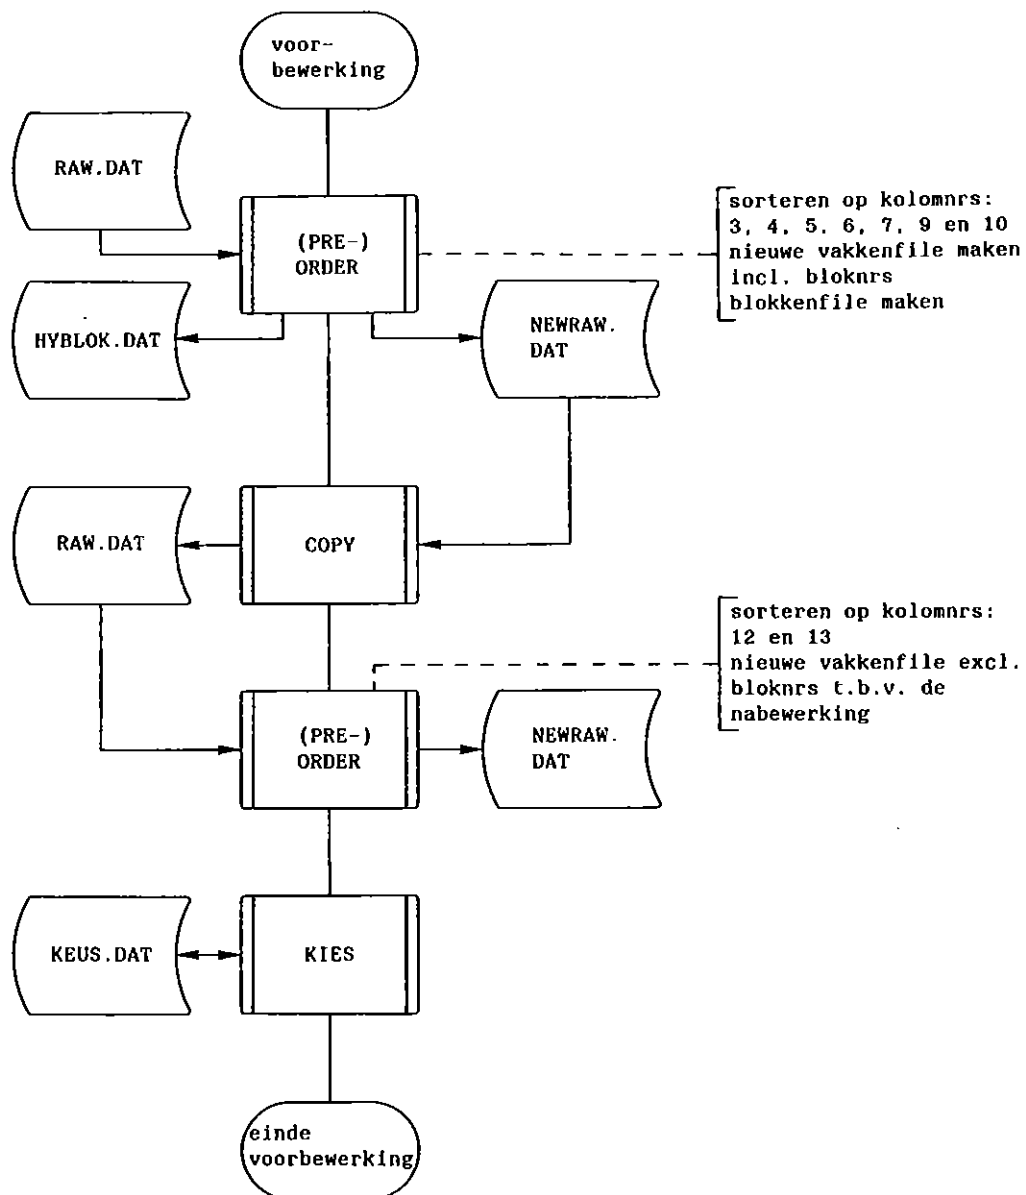 voor-
bewerking
RAW.DAT
(PRE-)
ORDER
sorteren op kolomnrs:
3, 4, 5. 6, 7, 9 en 10
nieuwe vakkenfile maken
incl. bloknrs
blokkenfile maken
HYBLOK.DAT
NEWRAW.
DAT
RAW.DAT
COPY
sorteren op kolomnrs:
12 en 13
nieuwe vakkenfile excl.
bloknrs t.b.v. de
nabewerking
(PRE-)
ORDER
NEWRAW.
DAT
KEUS.DAT
KIES
einde
voorbewerking